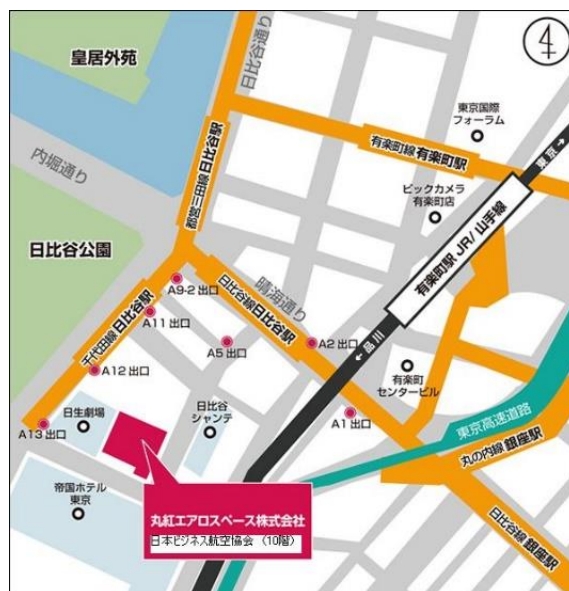 皇居外苑
日比谷通り
東京国際
フォーラム
有楽町線 有楽町駅
東京→
内堀通り
都営三田線 日比谷駅
ビックカメラ
有楽町店
有楽町駅 JR/山手線
日比谷公園
晴海通り
A9-2 出口
日比谷線 日比谷駅
千代田線 日比谷駅
A11 出口
A5 出口
A2 出口
←品川
A12 出口
有楽町
センタービル
東京高速道路
日生劇場
日比谷
シャンテ
A1 出口
丸の内線 銀座駅
A13 出口
帝国ホテル
東京
丸紅エアロスペース株式会社
日本ビジネス航空協会 (10階)
日比谷線 銀座駅